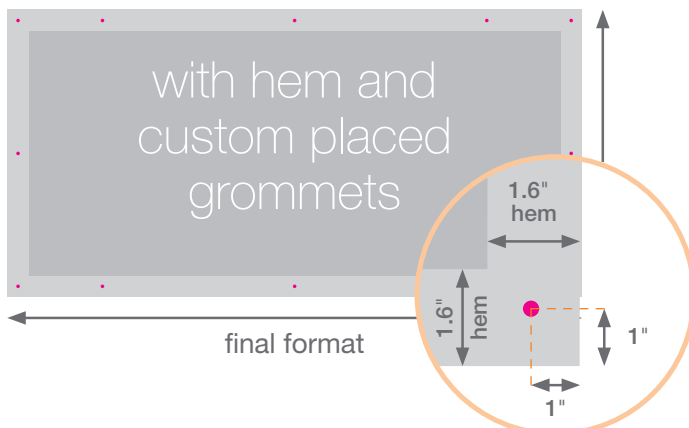 with hem and
custom placed
grommets
1.6"
hem
1.6"
hem
final format
1"
1"